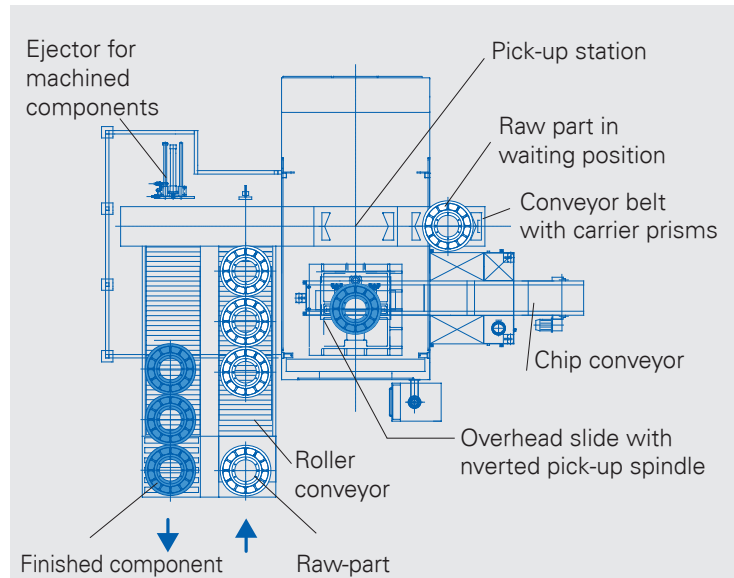 Ejector for
machined
components
Pick-up station
Raw part in
waiting position
Conveyor belt
with carrier prisms
Chip conveyor
Overhead slide with
nverted pick-up spindle
Roller
conveyor
Finished component
Raw-part